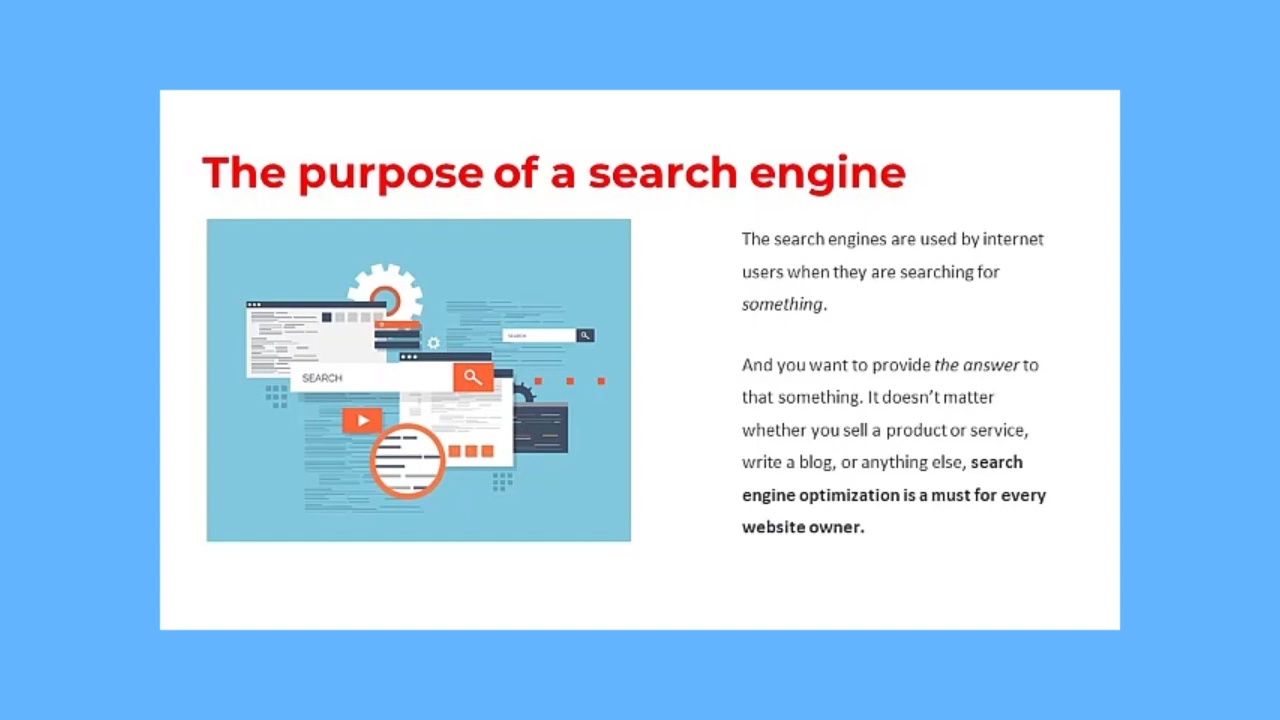 The purpose of a search engine
SEARCH
SEARCH
The search engines are used by internet
users when they are searching for
something.
And you want to provide the answer to
that something. It doesn't matter
whether you sell a product or service,
write a blog, or anything else, search
engine optimization is a must for every
website owner.